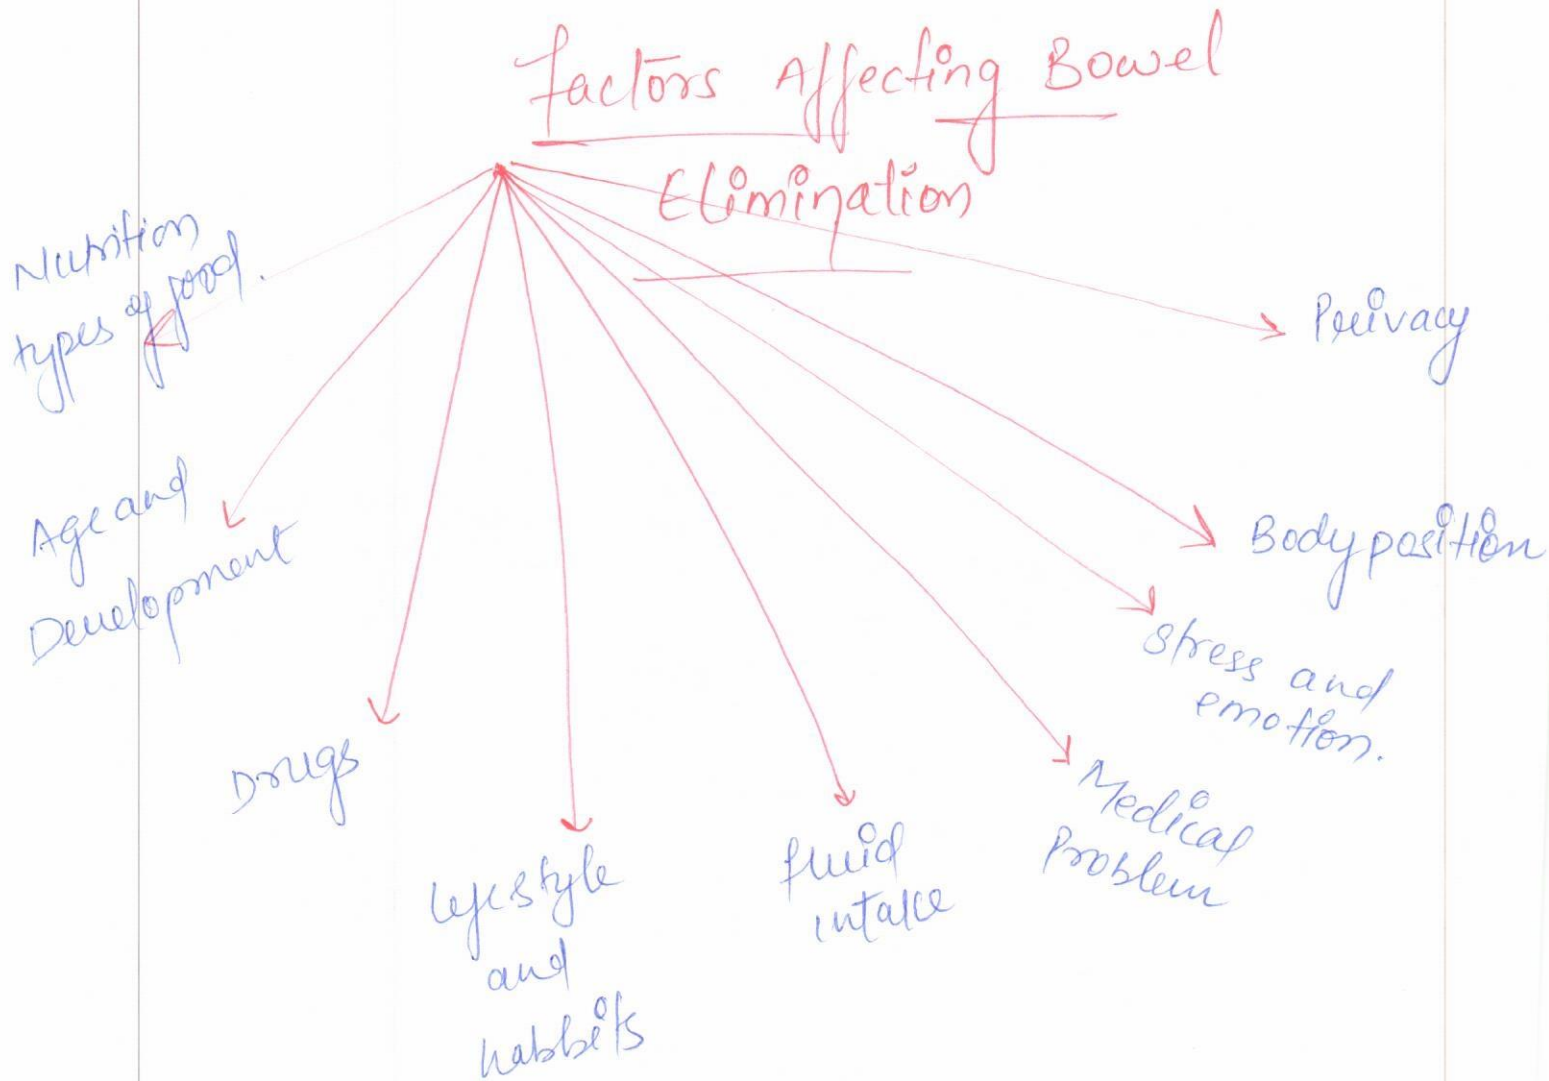 Factors Affecting Bowel
Elimination
Nutrition
types of food.
Age and
Development
Drugs
Lifestyle
and
habbits
fluid
intake
Medical
Problem
Stress and
emotion.
Body position
Privacy